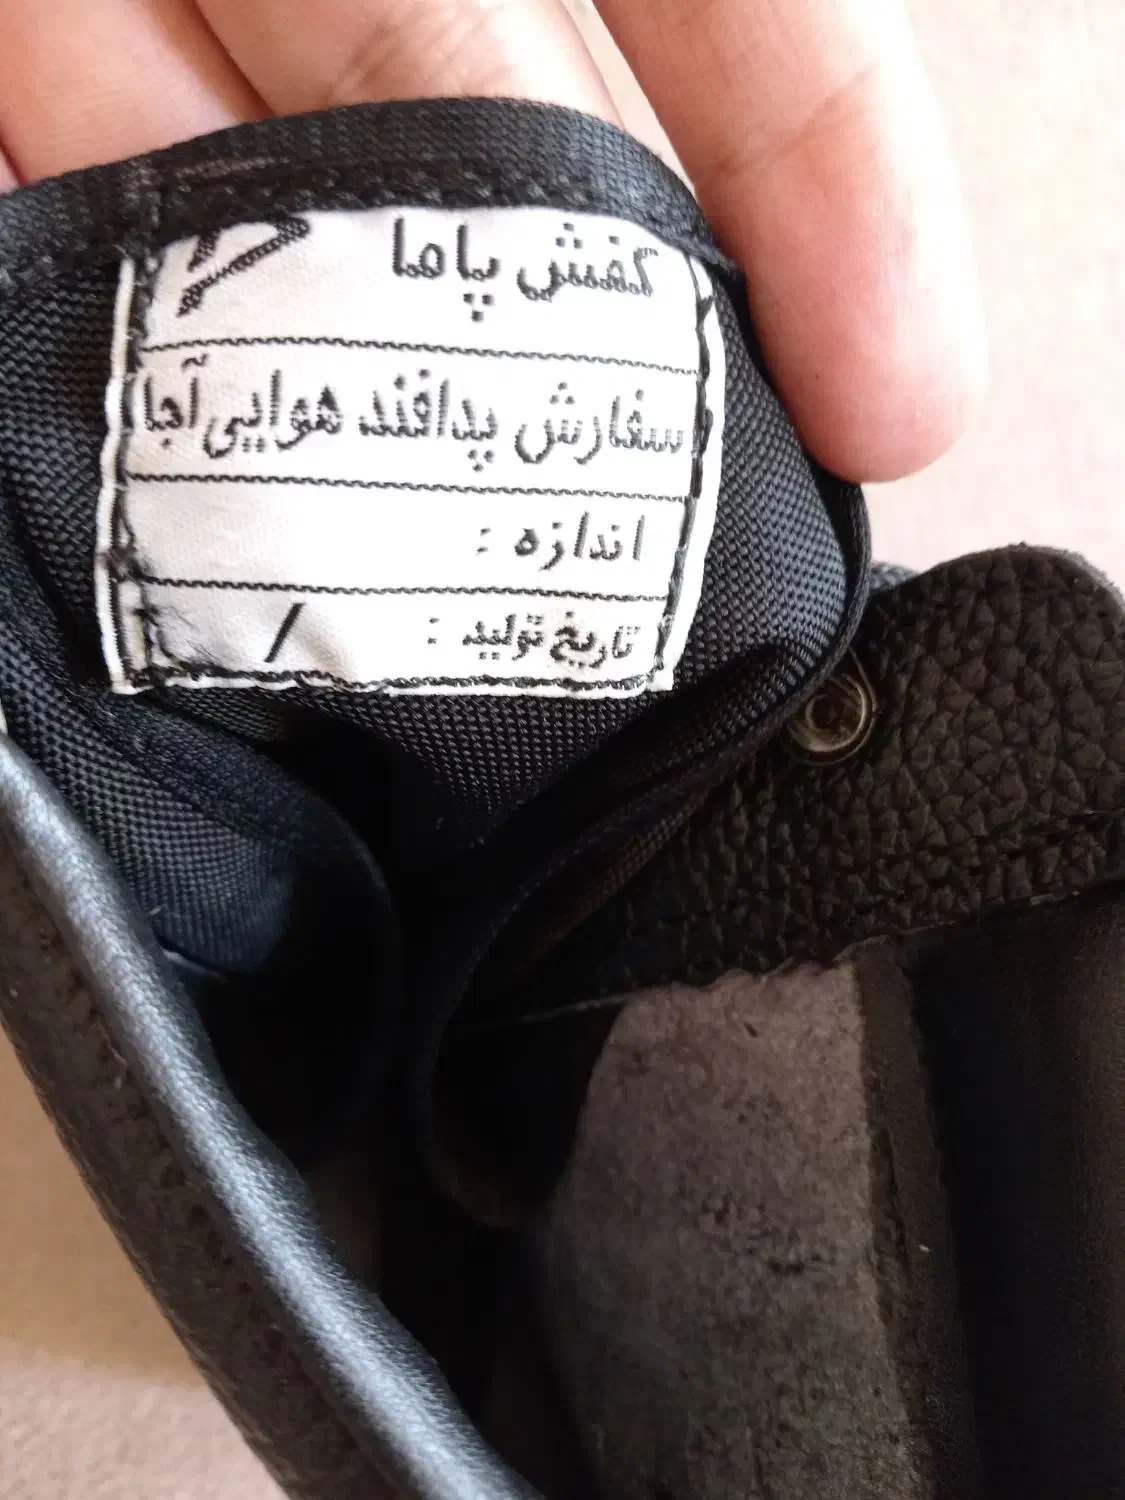 کفش پاما
سفارش پدافند هوایی آجا
اندازه :
تاریخ تولید : /